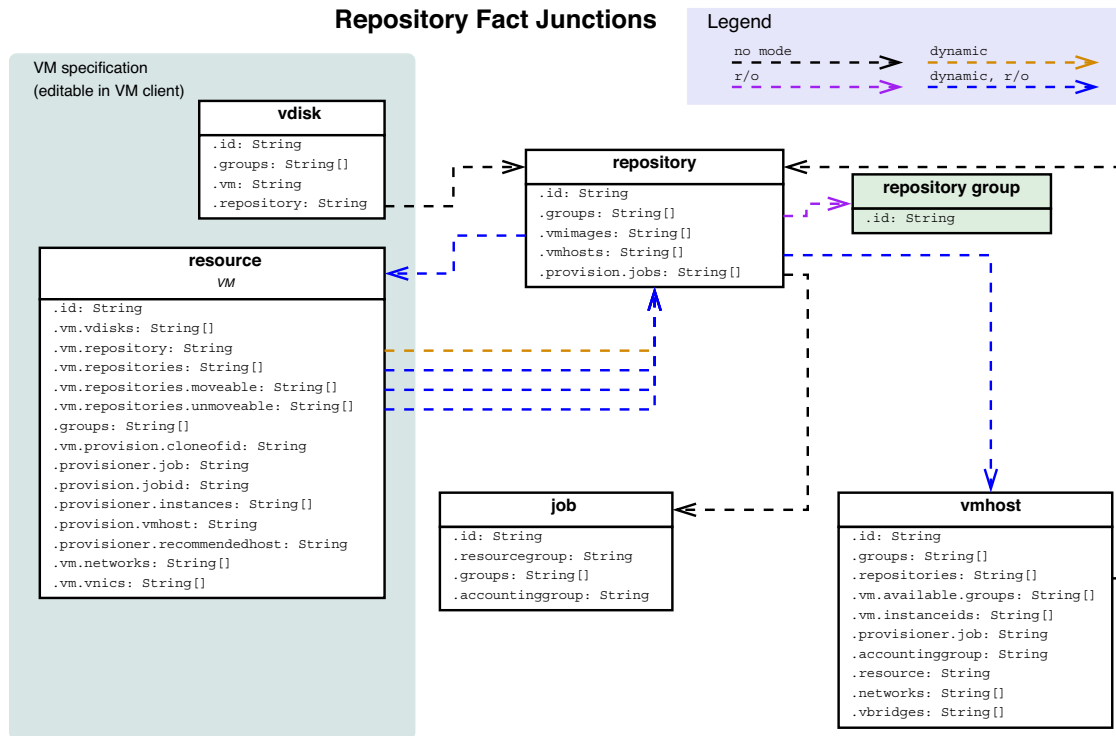 Repository Fact Junctions
Legend
no mode
dynamic
r/o
dynamic, r/o
VM specification
(editable in VM client)
vdisk
.id: String
.groups: String[]
.vm: String
.repository: String
repository
.id: String
.groups: String[]
.vmimages: String[]
.vmhosts: String[]
.provision.jobs: String[]
repository group
.id: String
resource
VM
.id: String
.vm.vdisks: String[]
.vm.repository: String
.vm.repositories: String[]
.vm.repositories.moveable: String[]
.vm.repositories.unmoveable: String[]
.groups: String[]
.vm.provision.cloneofid: String
.provisioner.job: String
.provision.jobid: String
.provisioner.instances: String[]
.provision.vmhost: String
.provisioner.recommendedhost: String
.vm.networks: String[]
.vm.vnics: String[]
job
.id: String
.resourcegroup: String
.groups: String[]
.accountinggroup: String
vmhost
.id: String
.groups: String[]
.repositories: String[]
.vm.available.groups: String[]
.vm.instanceids: String[]
.provisioner.job: String
.accountinggroup: String
.resource: String
.networks: String[]
.vbridges: String[]